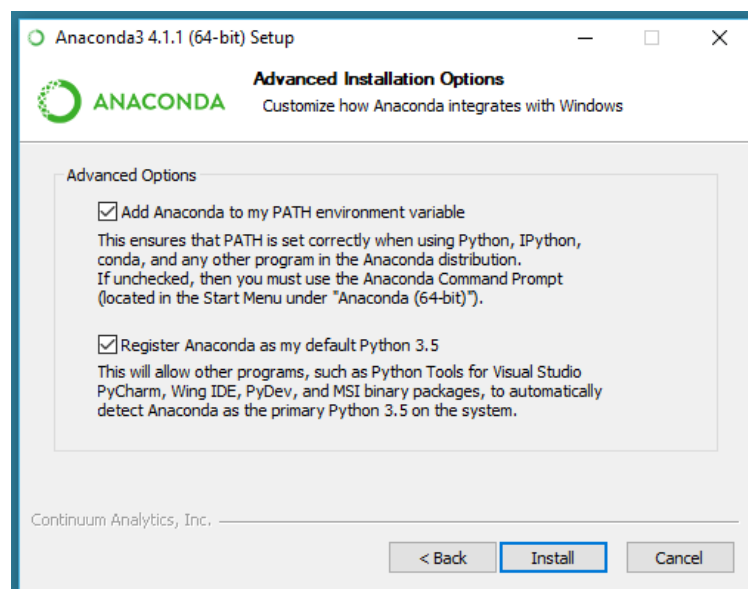 Anaconda3 4.1.1 (64-bit) Setup
Advanced Installation Options
ANACONDA
Customize how Anaconda integrates with Windows
Advanced Options
Add Anaconda to my PATH environment variable
This ensures that PATH is set correctly when using Python, IPython,
conda, and any other program in the Anaconda distribution.
If unchecked, then you must use the Anaconda Command Prompt
(located in the Start Menu under "Anaconda (64-bit)").
Register Anaconda as my default Python 3.5
This will allow other programs, such as Python Tools for Visual Studio
PyCharm, Wing IDE, PyDev, and MSI binary packages, to automatically
detect Anaconda as the primary Python 3.5 on the system.
Continuum Analytics, Inc.
< Back
Install
Cancel